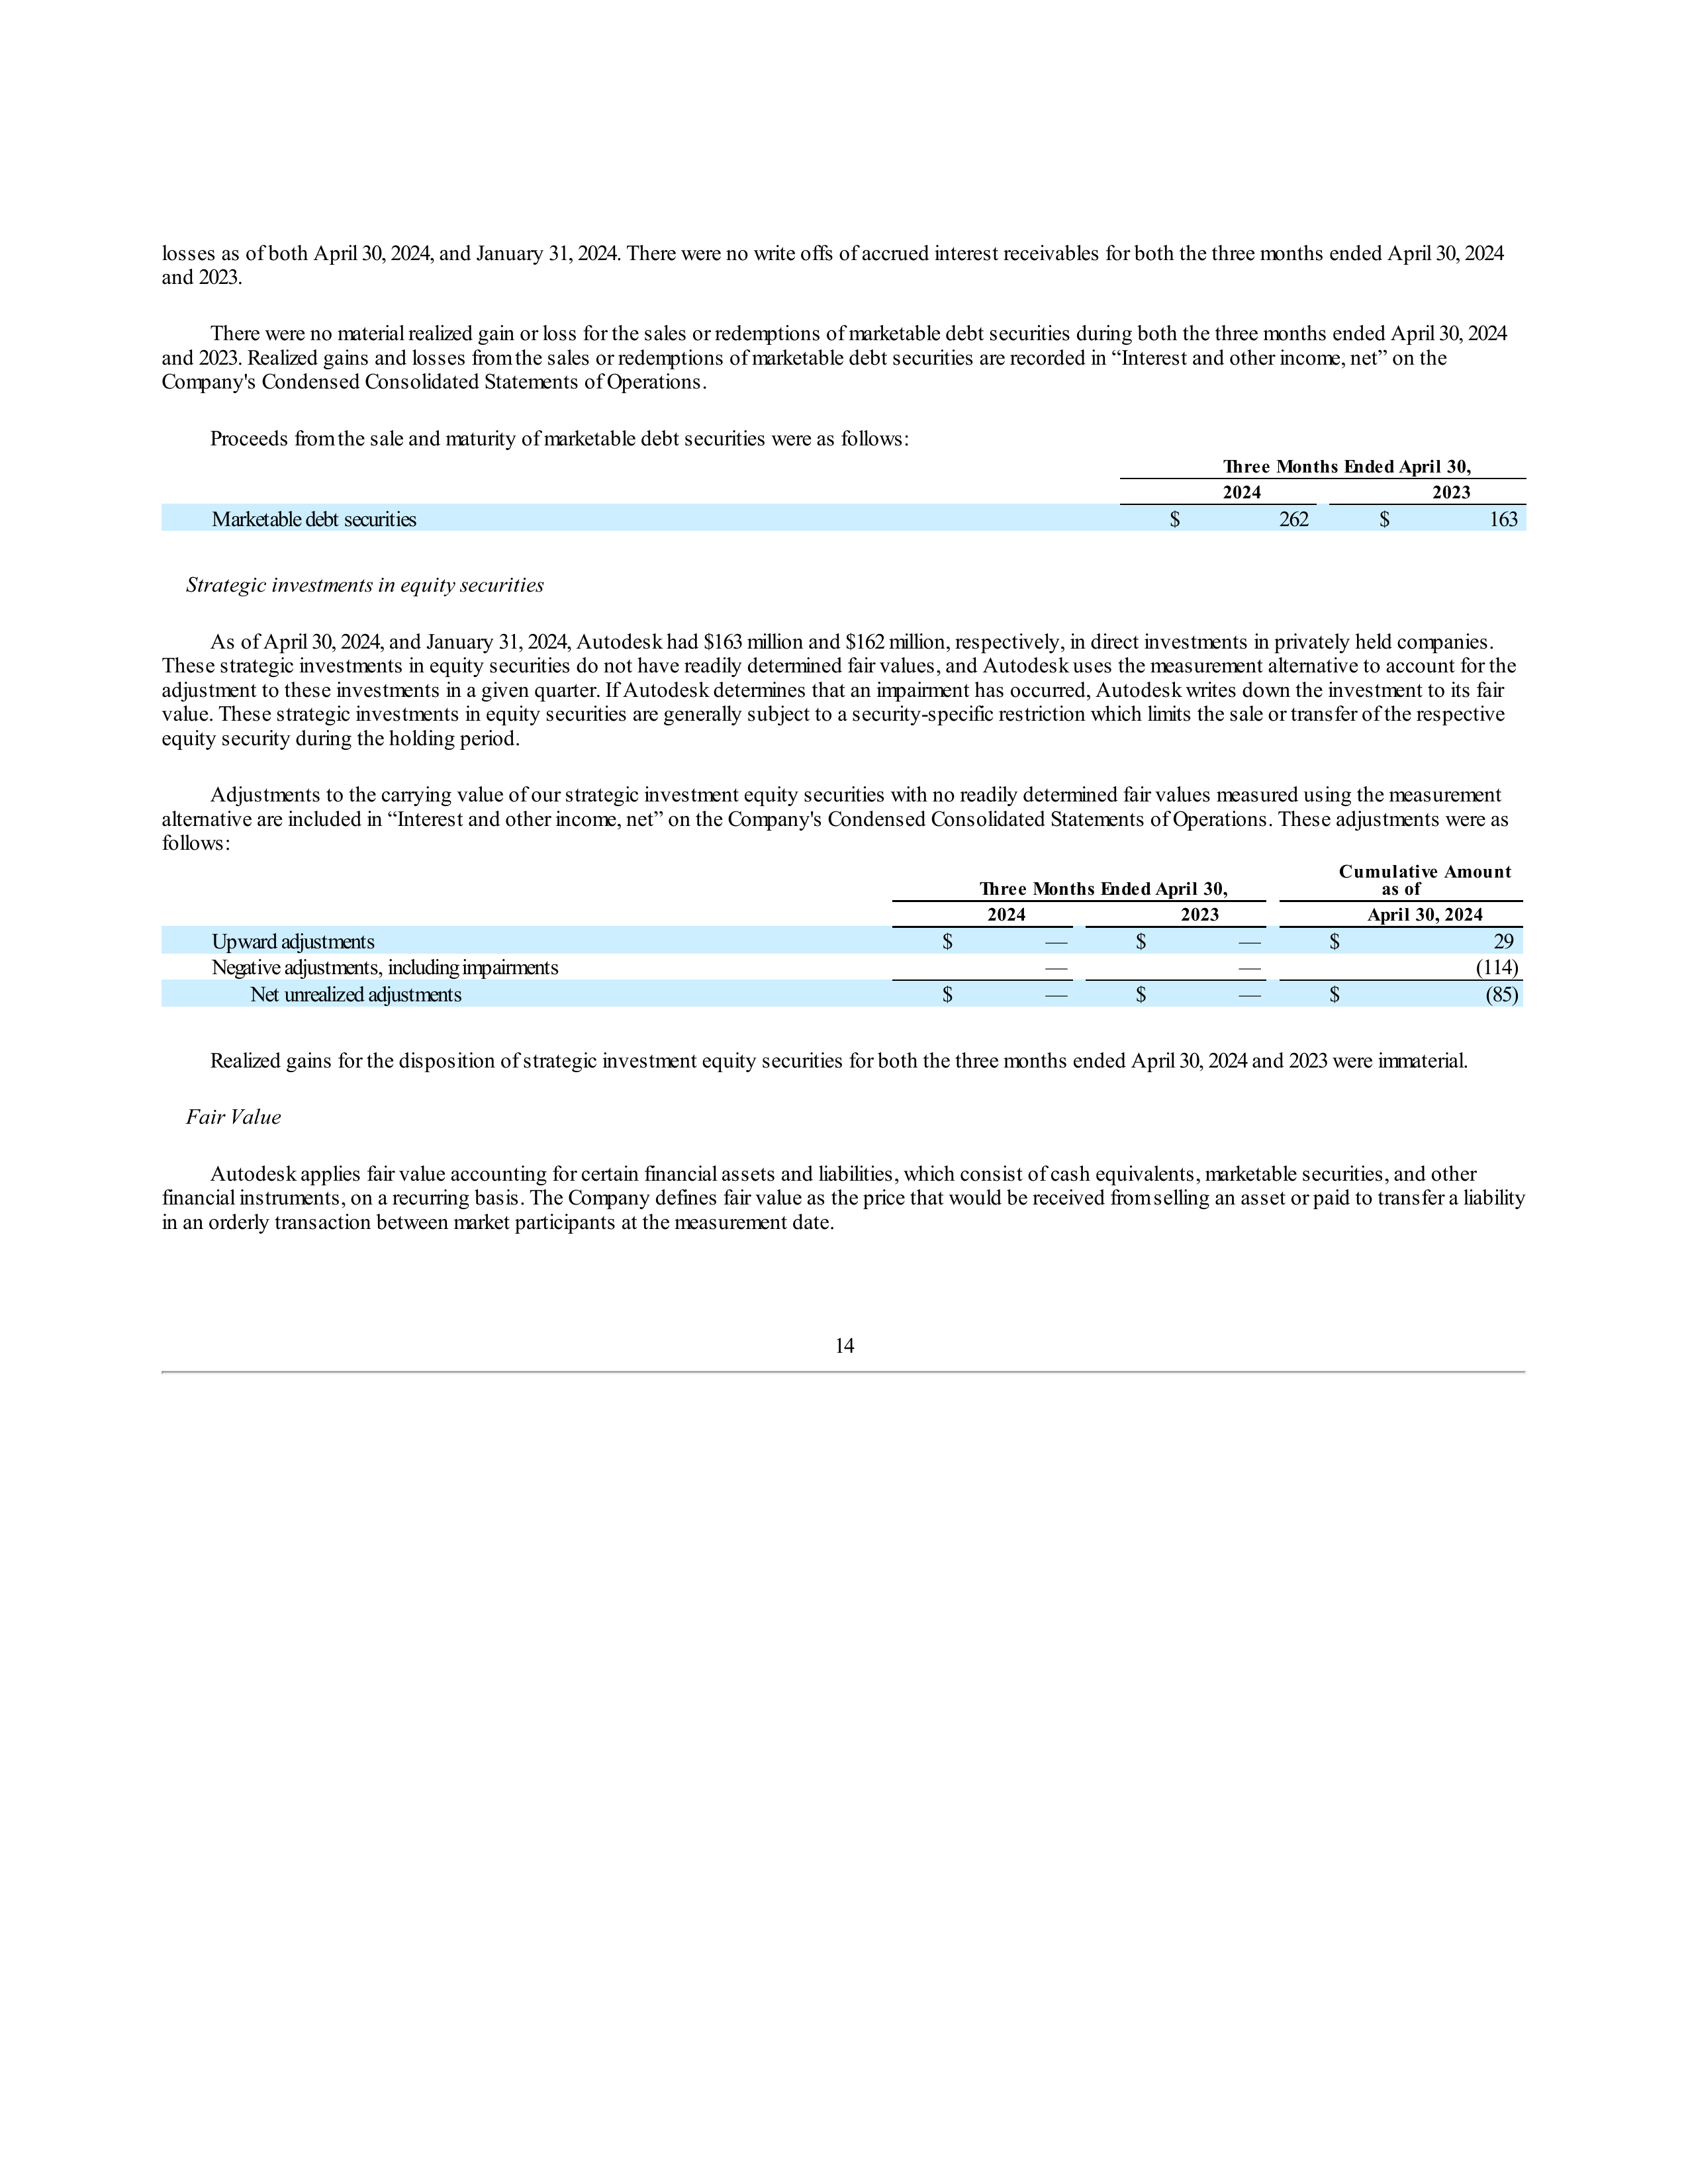 losses as of both April 30, 2024, and January 31, 2024. There were no write offs of accrued interest receivables for both the three months ended April 30, 2024
and 2023.
There were no material realized gain or loss for the sales or redemptions of marketable debt securities during both the three months ended April 30, 2024
and 2023. Realized gains and losses from the sales or redemptions of marketable debt securities are recorded in “Interest and other income, net” on the
Company's Condensed Consolidated Statements of Operations.
Proceeds from the sale and maturity of marketable debt securities were as follows:
Three Months Ended April 30,
2024 2023
Marketable debt securities $ 262 $ 163
Strategic investments in equity securities
As of April 30, 2024, and January 31, 2024, Autodesk had $163 million and $162 million, respectively, in direct investments in privately held companies.
These strategic investments in equity securities do not have readily determined fair values, and Autodesk uses the measurement alternative to account for the
adjustment to these investments in a given quarter. If Autodesk determines that an impairment has occurred, Autodesk writes down the investment to its fair
value. These strategic investments in equity securities are generally subject to a security-specific restriction which limits the sale or transfer of the respective
equity security during the holding period.
Adjustments to the carrying value of our strategic investment equity securities with no readily determined fair values measured using the measurement
alternative are included in “Interest and other income, net” on the Company's Condensed Consolidated Statements of Operations. These adjustments were as
follows:
Three Months Ended April 30, Cumulative Amount
as of
2024 2023 April 30, 2024
Upward adjustments $ — $ — $ 29
Negative adjustments, including impairments — — (114)
Net unrealized adjustments $ — $ — $ (85)
Realized gains for the disposition of strategic investment equity securities for both the three months ended April 30, 2024 and 2023 were immaterial.
Fair Value
Autodesk applies fair value accounting for certain financial assets and liabilities, which consist of cash equivalents, marketable securities, and other
financial instruments, on a recurring basis. The Company defines fair value as the price that would be received from selling an asset or paid to transfer a liability
in an orderly transaction between market participants at the measurement date.
14